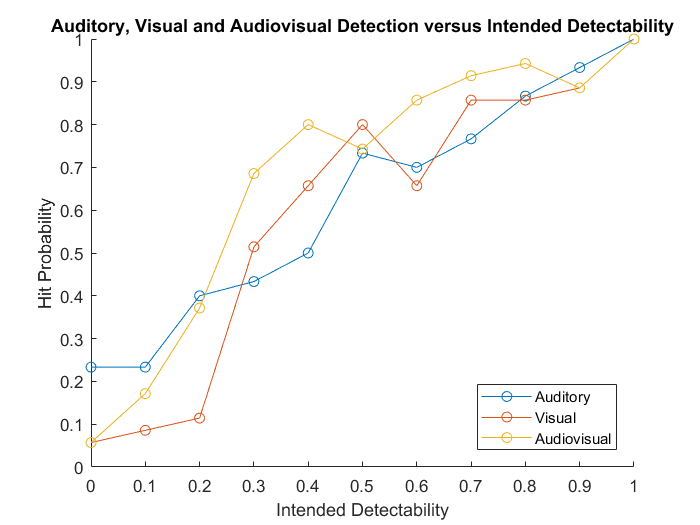 Auditory, Visual and Audiovisual Detection versus Intended Detectability
1
0.9
0.8
0.7
0.6
0.5
0.4
0.3
0.2
0.1
0
Hit Probability
0 0.1 0.2 0.3 0.4 0.5 0.6 0.7 0.8 0.9 1
Intended Detectability
Auditory
Visual
Audiovisual